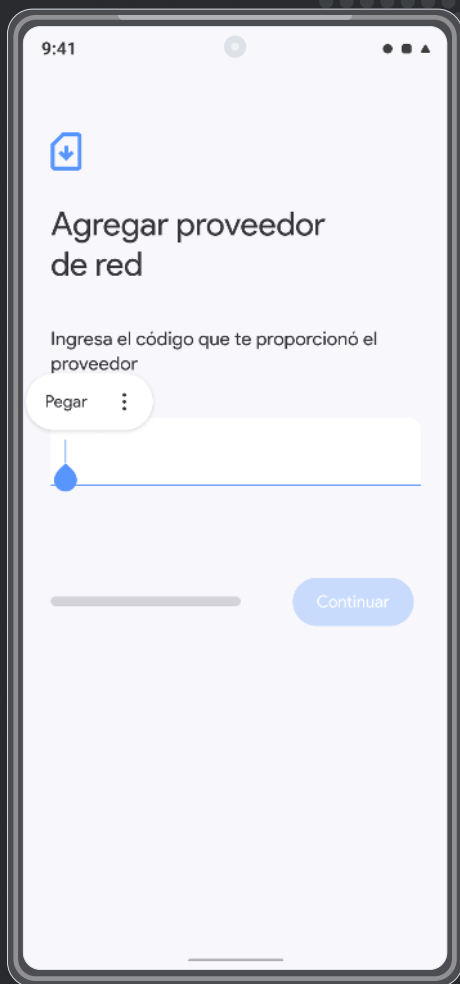 9:41
Agregar proveedor
de red
Ingresa el código que te proporcionó el
proveedor
Pegar
Continuar